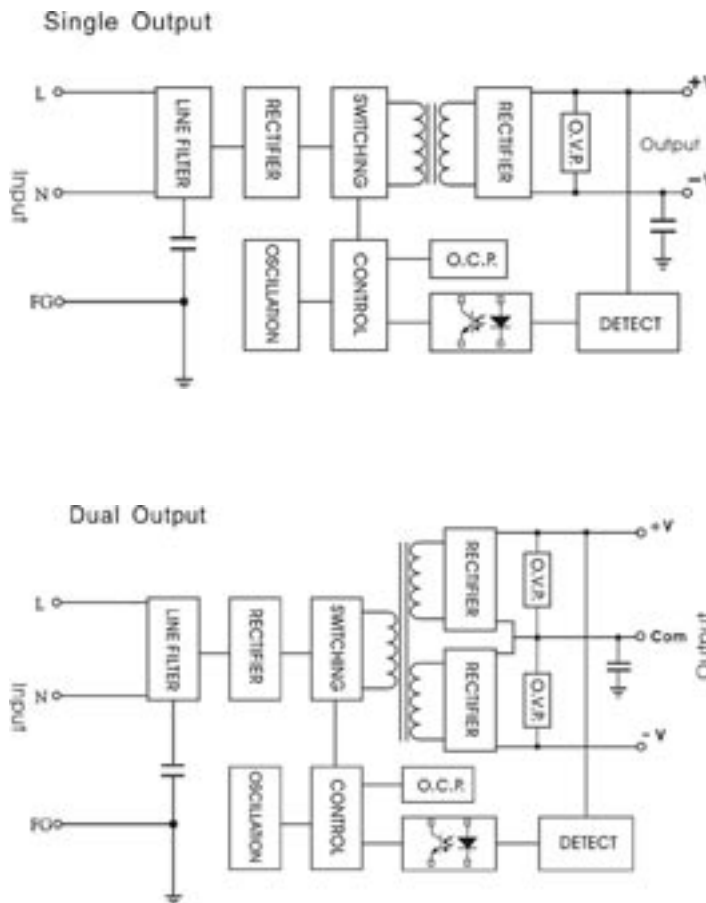 Single Output
L
LINE FILTER
RECTIFIER
SWITCHING
RECTIFIER
O.V.P.
+V
Output
-V
Input
N
OSCILLATION
CONTROL
O.C.P.
FG
DETECT
Dual Output
L
LINE FILTER
RECTIFIER
SWITCHING
RECTIFIER
RECTIFIER
O.V.P.
O.V.P.
+V
Com
Output
- V
Input
N
OSCILLATION
CONTROL
O.C.P.
FG
DETECT